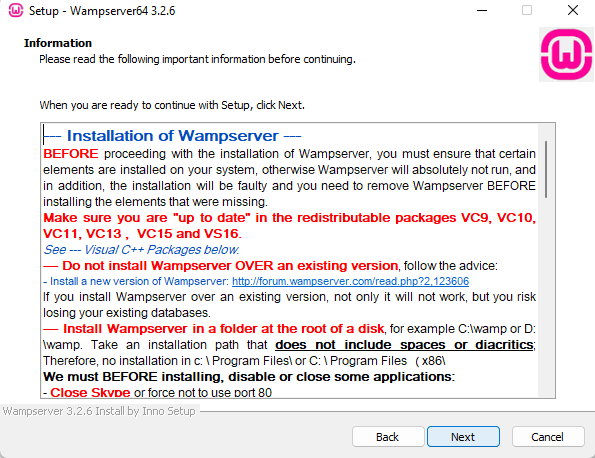 Setup - Wampserver64 3.2.6
Information
Please read the following important information before continuing.
When you are ready to continue with Setup, click Next.
--- Installation of Wampserver ---
BEFORE proceeding with the installation of Wampserver, you must ensure that certain
elements are installed on your system, otherwise Wampserver will absolutely not run, and
in addition, the installation will be faulty and you need to remove Wampserver BEFORE
installing the elements that were missing.
Make sure you are "up to date" in the redistributable packages VC9, VC10,
VC11, VC13 , VC15 and VS16.
See --- Visual C++ Packages below.
--- Do not install Wampserver OVER an existing version, follow the advice:
- Install a new version of Wampserver: http://forum.wampserver.com/read.php?2,123606
If you install Wampserver over an existing version, not only it will not work, but you risk
losing your existing databases.
--- Install Wampserver in a folder at the root of a disk, for example C:\wamp or D:
\wamp. Take an installation path that does not include spaces or diacritics;
Therefore, no installation in c: \ Program Files\ or C: \ Program Files (x86\
We must BEFORE installing, disable or close some applications:
- Close Skype or force not to use port 80
Wampserver 3.2.6 Install by Inno Setup
Back
Next
Cancel